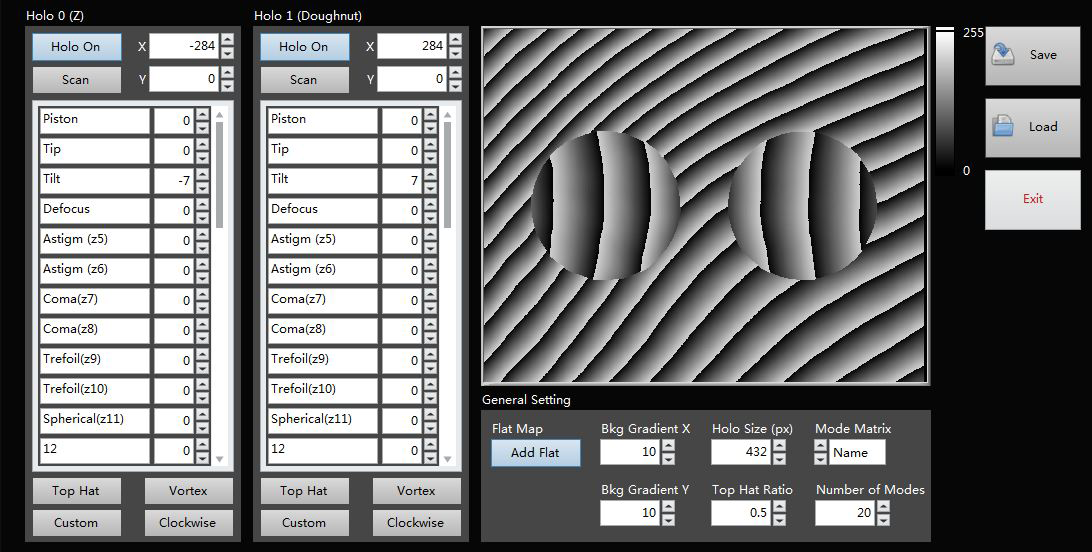 Holo 0 (Z)
Holo On
X
-284
Scan
Y
0
Piston
0
Tip
0
Tilt
-7
Defocus
0
Astigm (z5)
0
Astigm (z6)
0
Coma(z7)
0
Coma(z8)
0
Trefoil(z9)
0
Trefoil(z10)
0
Spherical(z11)
0
12
0
Top Hat
Vortex
Custom
Clockwise
Holo 1 (Doughnut)
Holo On
X
284
Scan
Y
0
Piston
0
Tip
0
Tilt
7
Defocus
0
Astigm (z5)
0
Astigm (z6)
0
Coma(z7)
0
Coma(z8)
0
Trefoil(z9)
0
Trefoil(z10)
0
Spherical(z11)
0
12
0
Top Hat
Vortex
Custom
Clockwise
255
0
Save
Load
Exit
General Setting
Flat Map
Add Flat
Bkg Gradient X
10
Holo Size (px)
432
Mode Matrix
Name
Bkg Gradient Y
10
Top Hat Ratio
0.5
Number of Modes
20